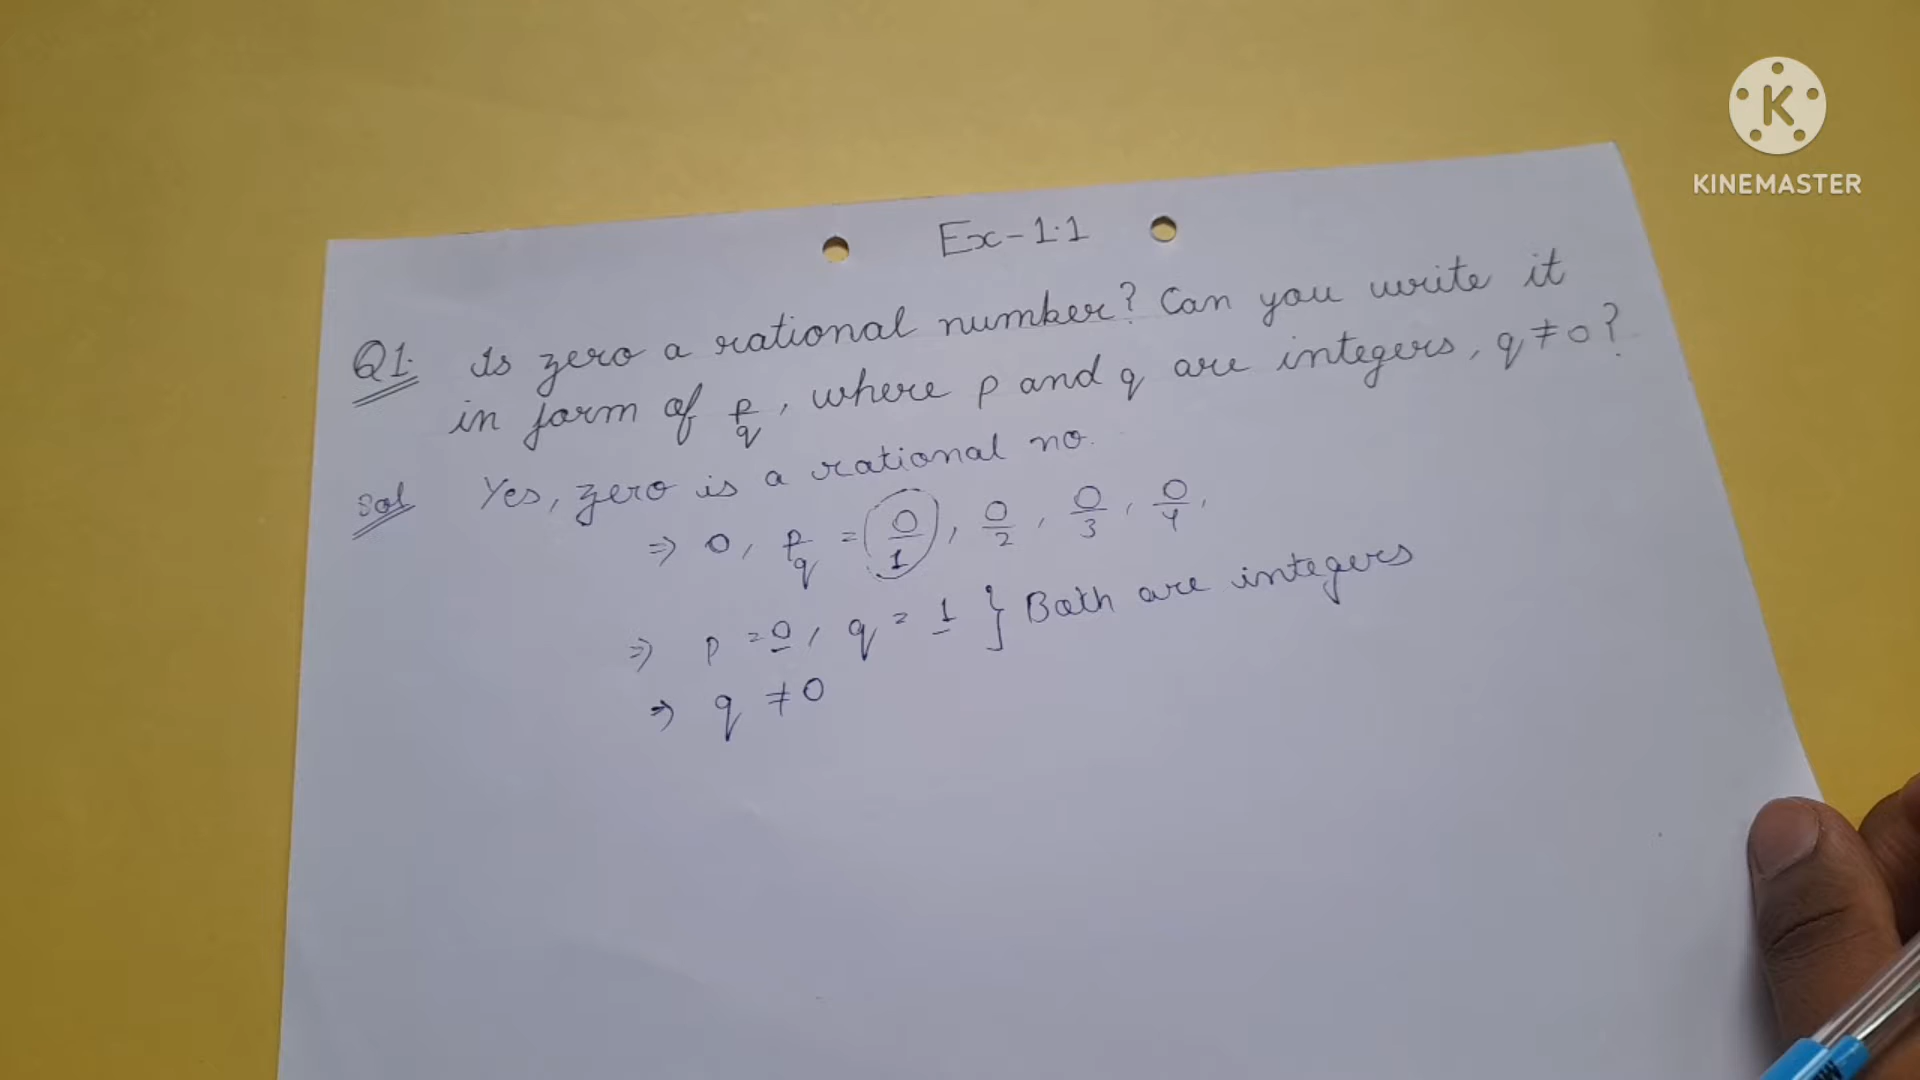 KINEMASTER
Ex-1.1
Q1. Is zero a rational number? Can you write it
in form of p/q, where p and q are integers, q ≠ 0?
Sol Yes, zero is a rational no.
⇒ 0, p/q = 0/1, 0/2, 0/3, 0/4,
⇒ p = 0, q = 1 } Both are integers
⇒ q ≠ 0